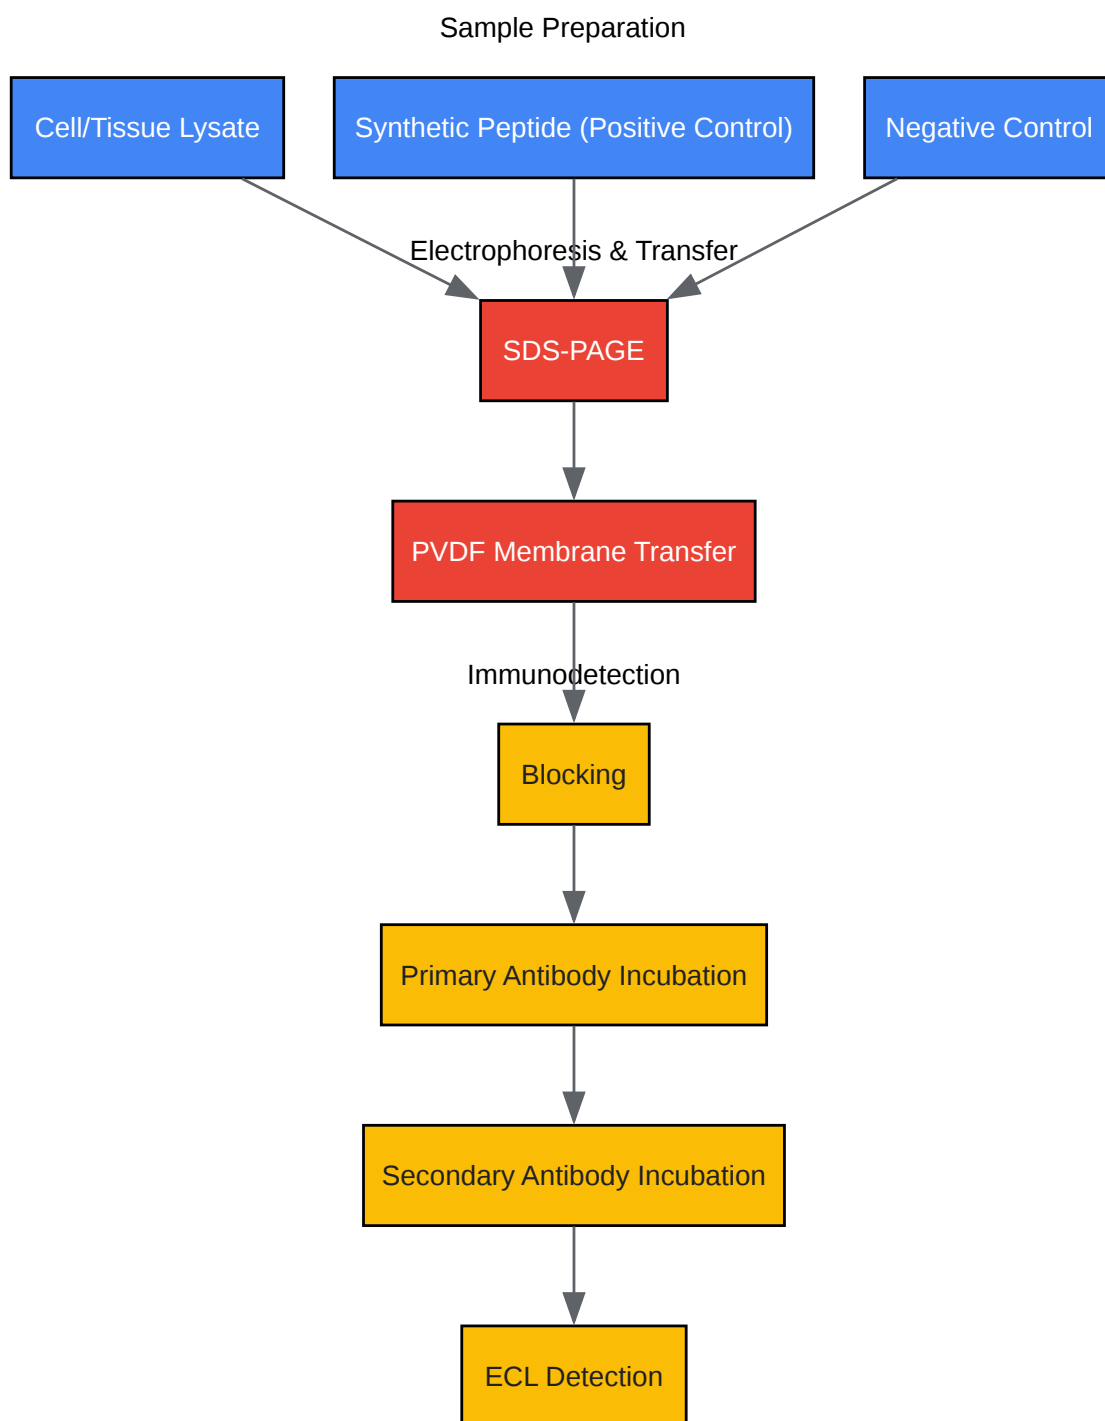 Sample Preparation
Cell/Tissue Lysate
Synthetic Peptide (Positive Control)
Negative Control
Electrophoresis & Transfer
SDS-PAGE
PVDF Membrane Transfer
Immunodetection
Blocking
Primary Antibody Incubation
Secondary Antibody Incubation
ECL Detection